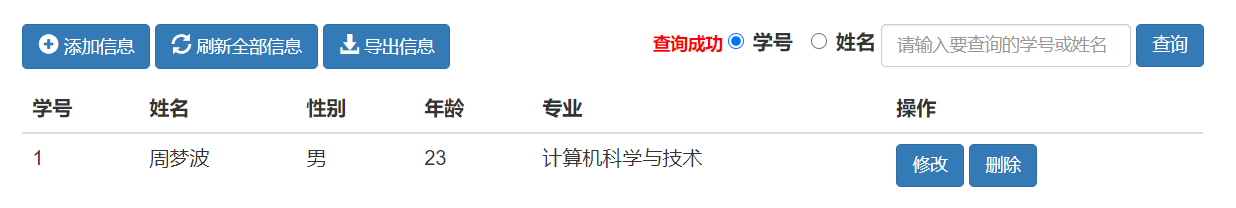 添加信息 刷新全部信息 导出信息 查询成功 学号 姓名 请输入要查询的学号或姓名 查询
学号 姓名 性别 年龄 专业 操作
1 周梦波 男 23 计算机科学与技术 修改 删除